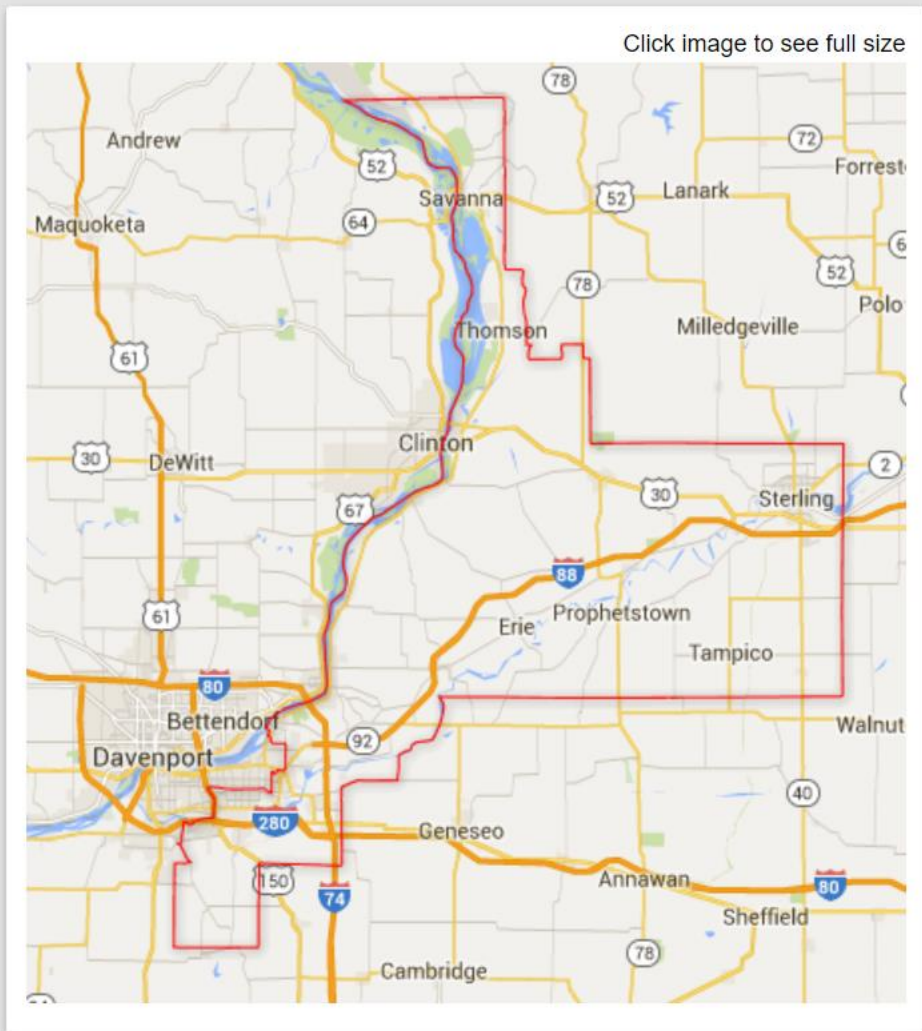 Click image to see full size
78
Andrew
72
52
Forrest
Savanna
52
Lanark
64
Maquoketa
6
52
78
Polo
Thomson
Milledgeville
61
Clinton
30
DeWitt
2
30
Sterling
67
88
61
Erie
Prophetstown
Tampico
80
Bettendorf
92
Walnut
Davenport
40
280
Geneseo
150
Annawan
74
80
Sheffield
78
Cambridge